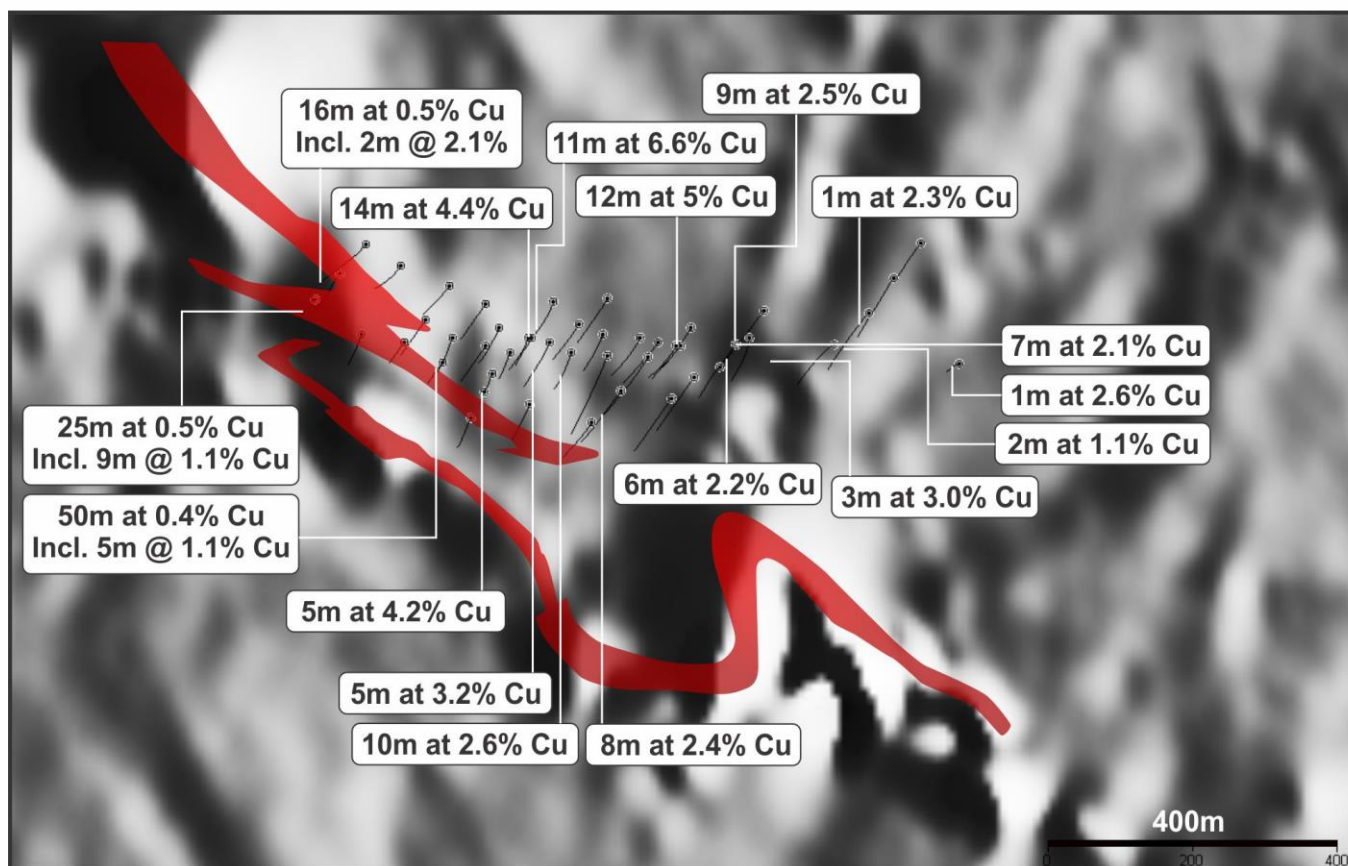 9m at 2.5% Cu
16m at 0.5% Cu
Incl. 2m @ 2.1%
11m at 6.6% Cu
14m at 4.4% Cu
12m at 5% Cu
1m at 2.3% Cu
7m at 2.1% Cu
1m at 2.6% Cu
2m at 1.1% Cu
25m at 0.5% Cu
Incl. 9m @ 1.1% Cu
6m at 2.2% Cu
3m at 3.0% Cu
50m at 0.4% Cu
Incl. 5m @ 1.1% Cu
5m at 4.2% Cu
5m at 3.2% Cu
10m at 2.6% Cu
8m at 2.4% Cu
400m
0 200 400